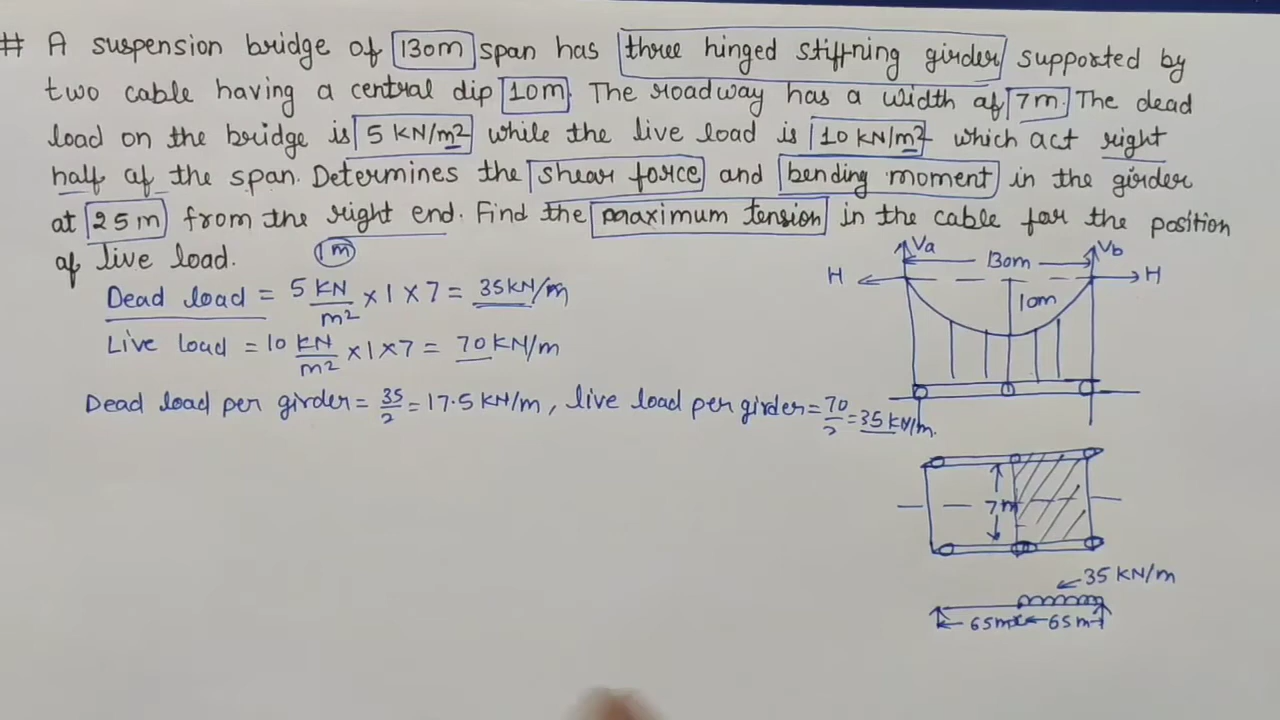 # A suspension bridge of 130m span has three hinged stiffning girder supported by
two cable having a central dip 10m. The roadway has a width of 7m. The dead
load on the bridge is 5 KN/m2 while the live load is 10 KN/m2 which act right
half of the span. Determines the shear force and bending moment in the girder
at 25m from the right end. Find the maximum tension in the cable for the position
of live load.
1m
Dead load = 5 KN/m2 x 1 x 7 = 35KN/m
Live load = 10 KN/m2 x 1 x 7 = 70 KN/m
Dead load per girder = 35/2 = 17.5 KN/m, live load per girder = 70/2 = 35 KN/m.
Va
Vb
H
130m
H
10m
7m
35 KN/m
65m
65m